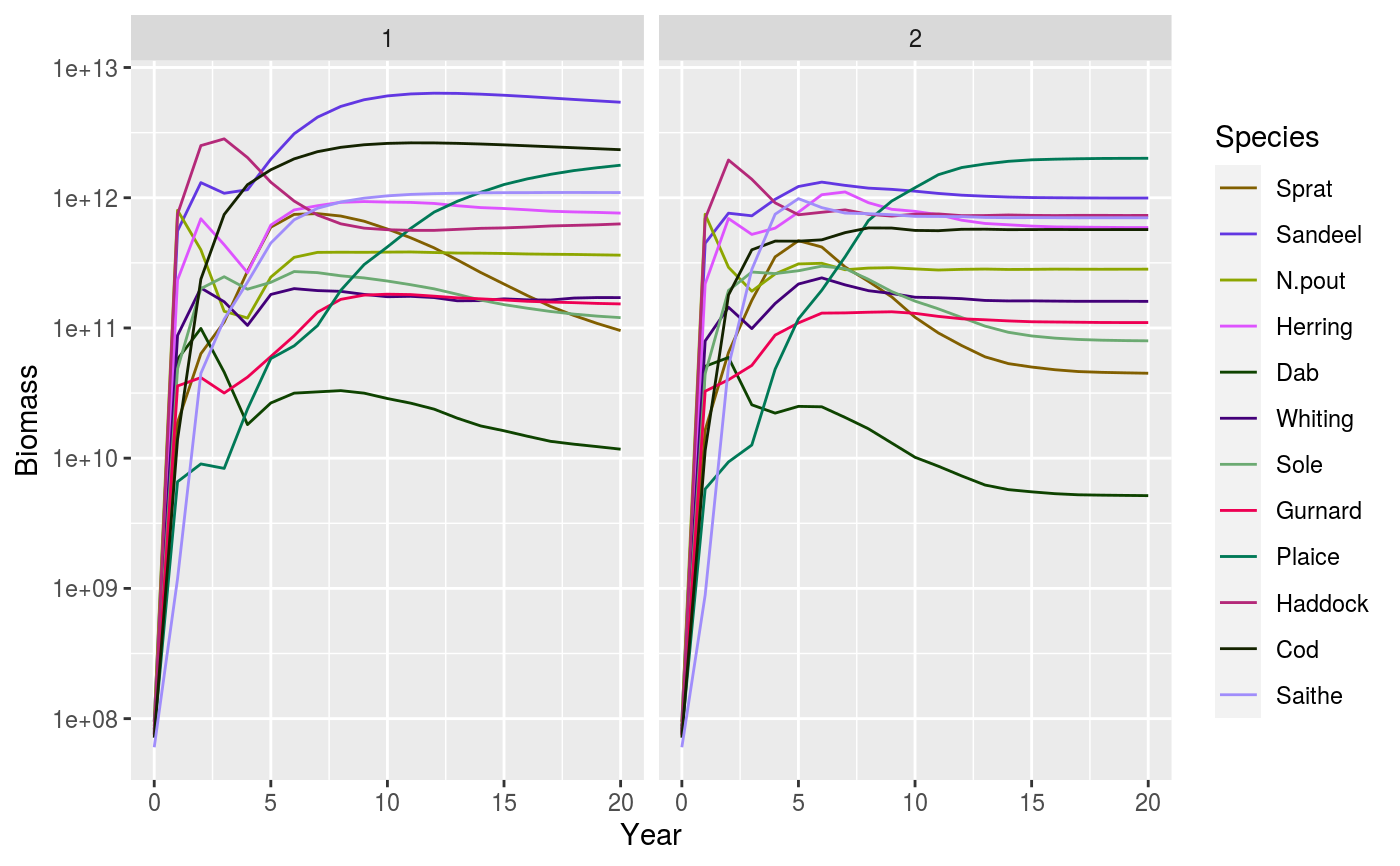 1
2
1e+13
1e+12
1e+11
1e+10
1e+09
1e+08
Biomass
0 5 10 15 20
0 5 10 15 20
Year
Species
Sprat
Sandeel
N.pout
Herring
Dab
Whiting
Sole
Gurnard
Plaice
Haddock
Cod
Saithe